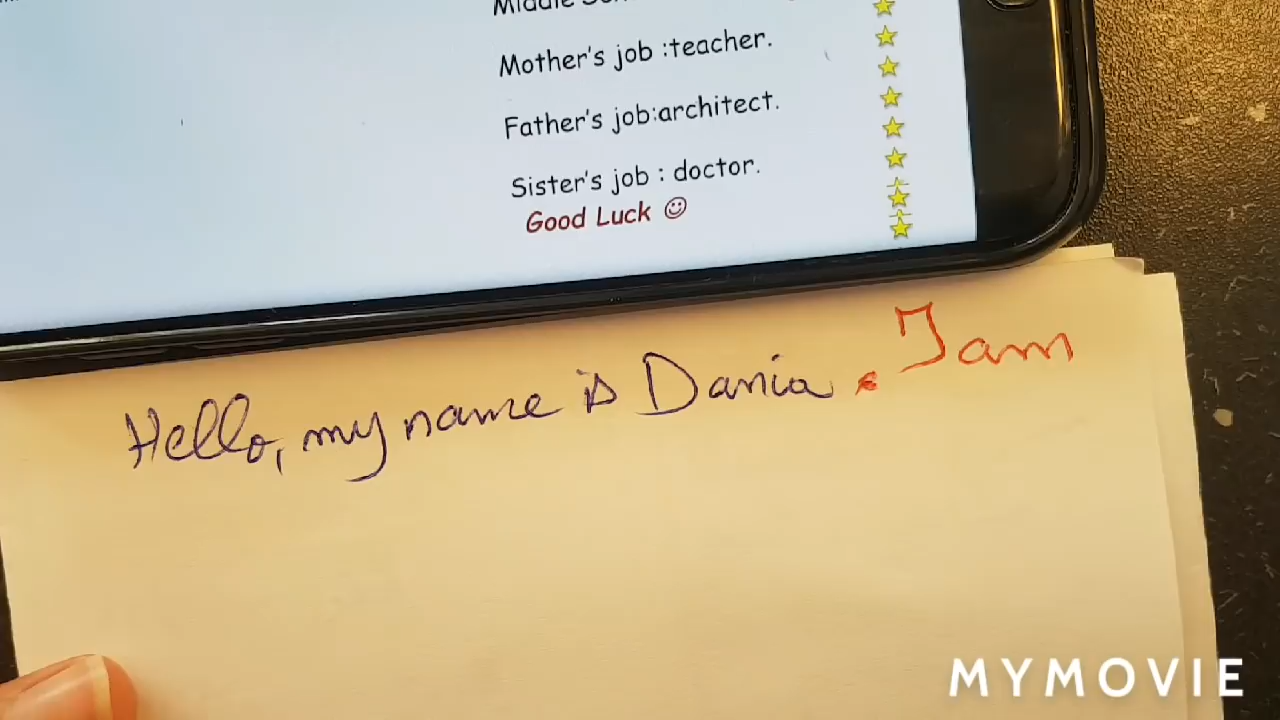 Mother's job :teacher.
Father's job:architect.
Sister's job : doctor.
Good Luck ☺
Hello, my name is Dania. I am
MYMOVIE